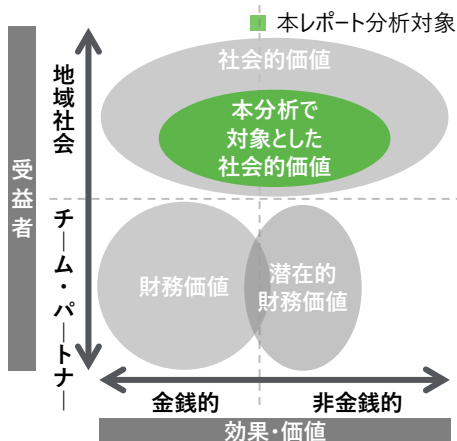 本レポート分析対象
社会的価値
本分析で
対象とした
社会的価値
地域社会
受益者
チーム・パートナー
財務価値
潜在的
財務価値
金銭的
非金銭的
効果・価値